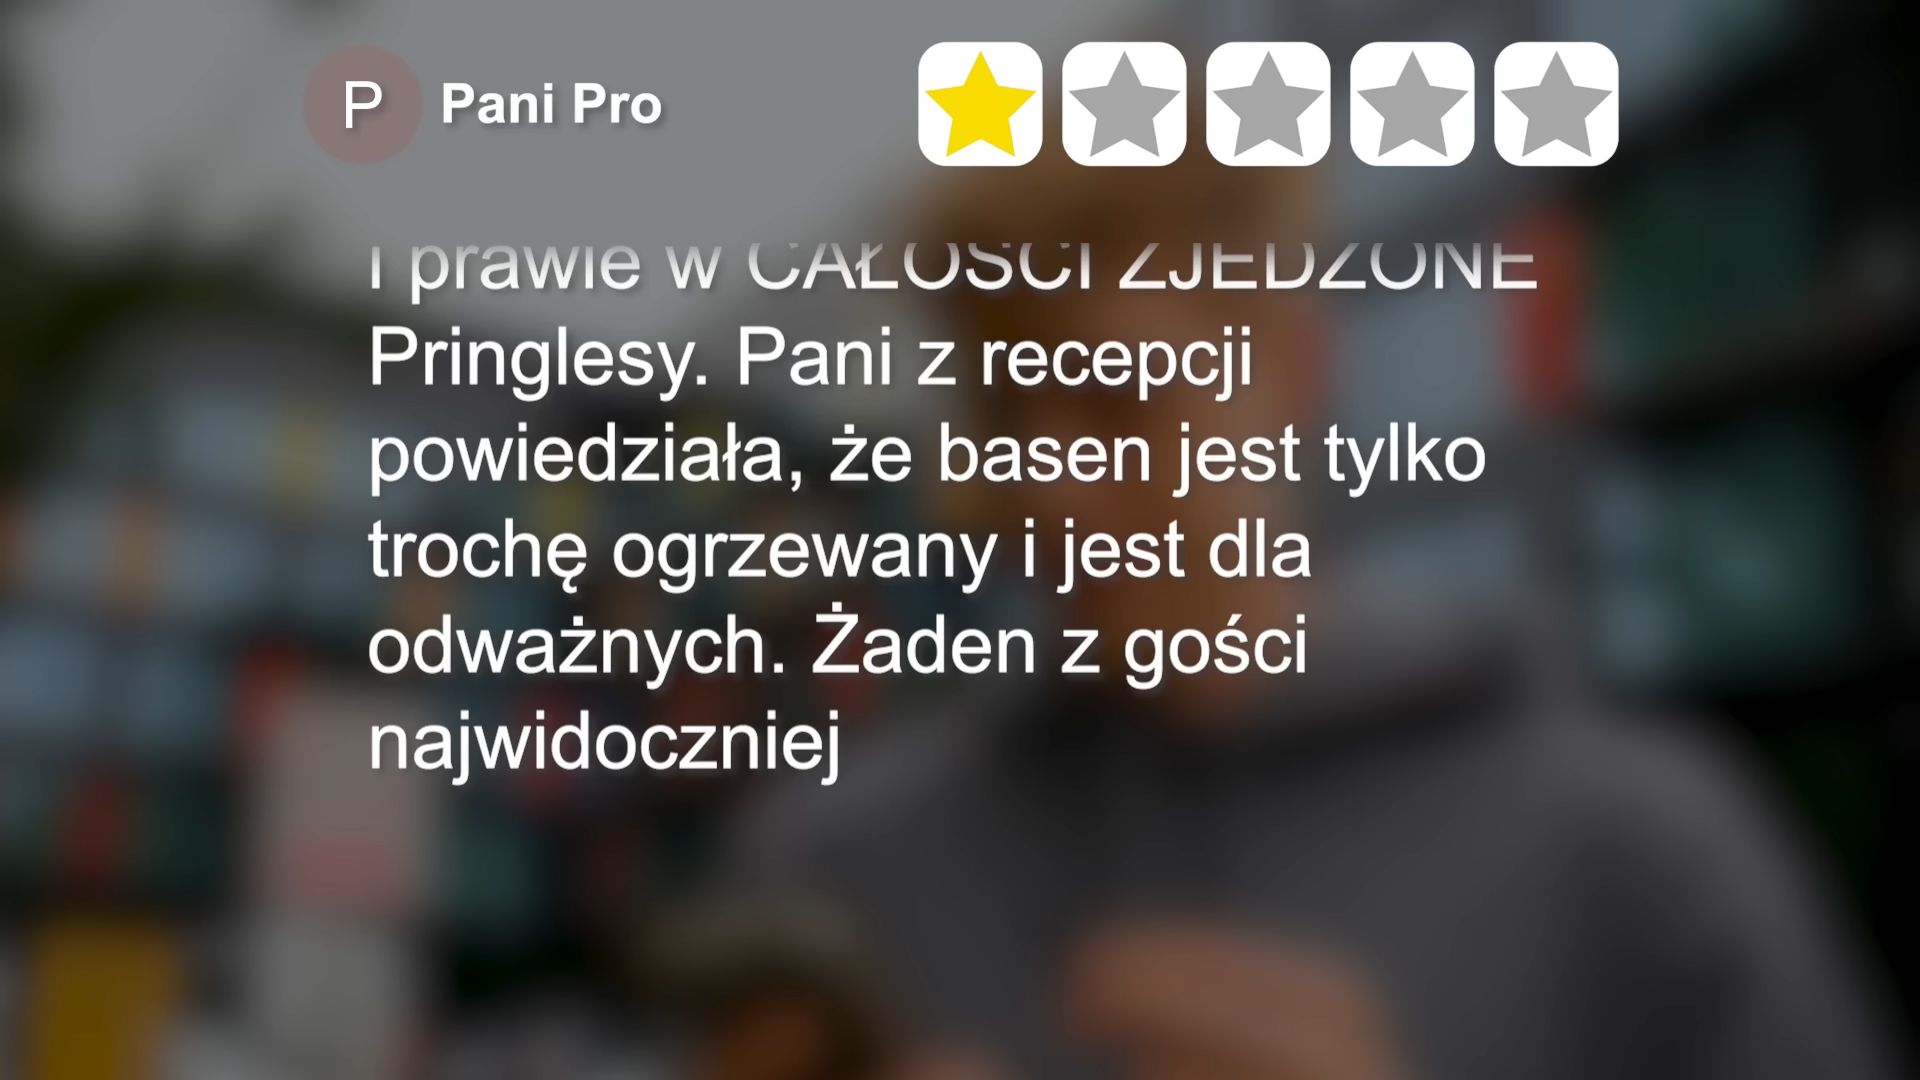 P
Pani Pro
i prawie w CAŁOŚCI ZJEDZONE
Pringlesy. Pani z recepcji
powiedziała, że basen jest tylko
trochę ogrzewany i jest dla
odważnych. Żaden z gości
najwidoczniej